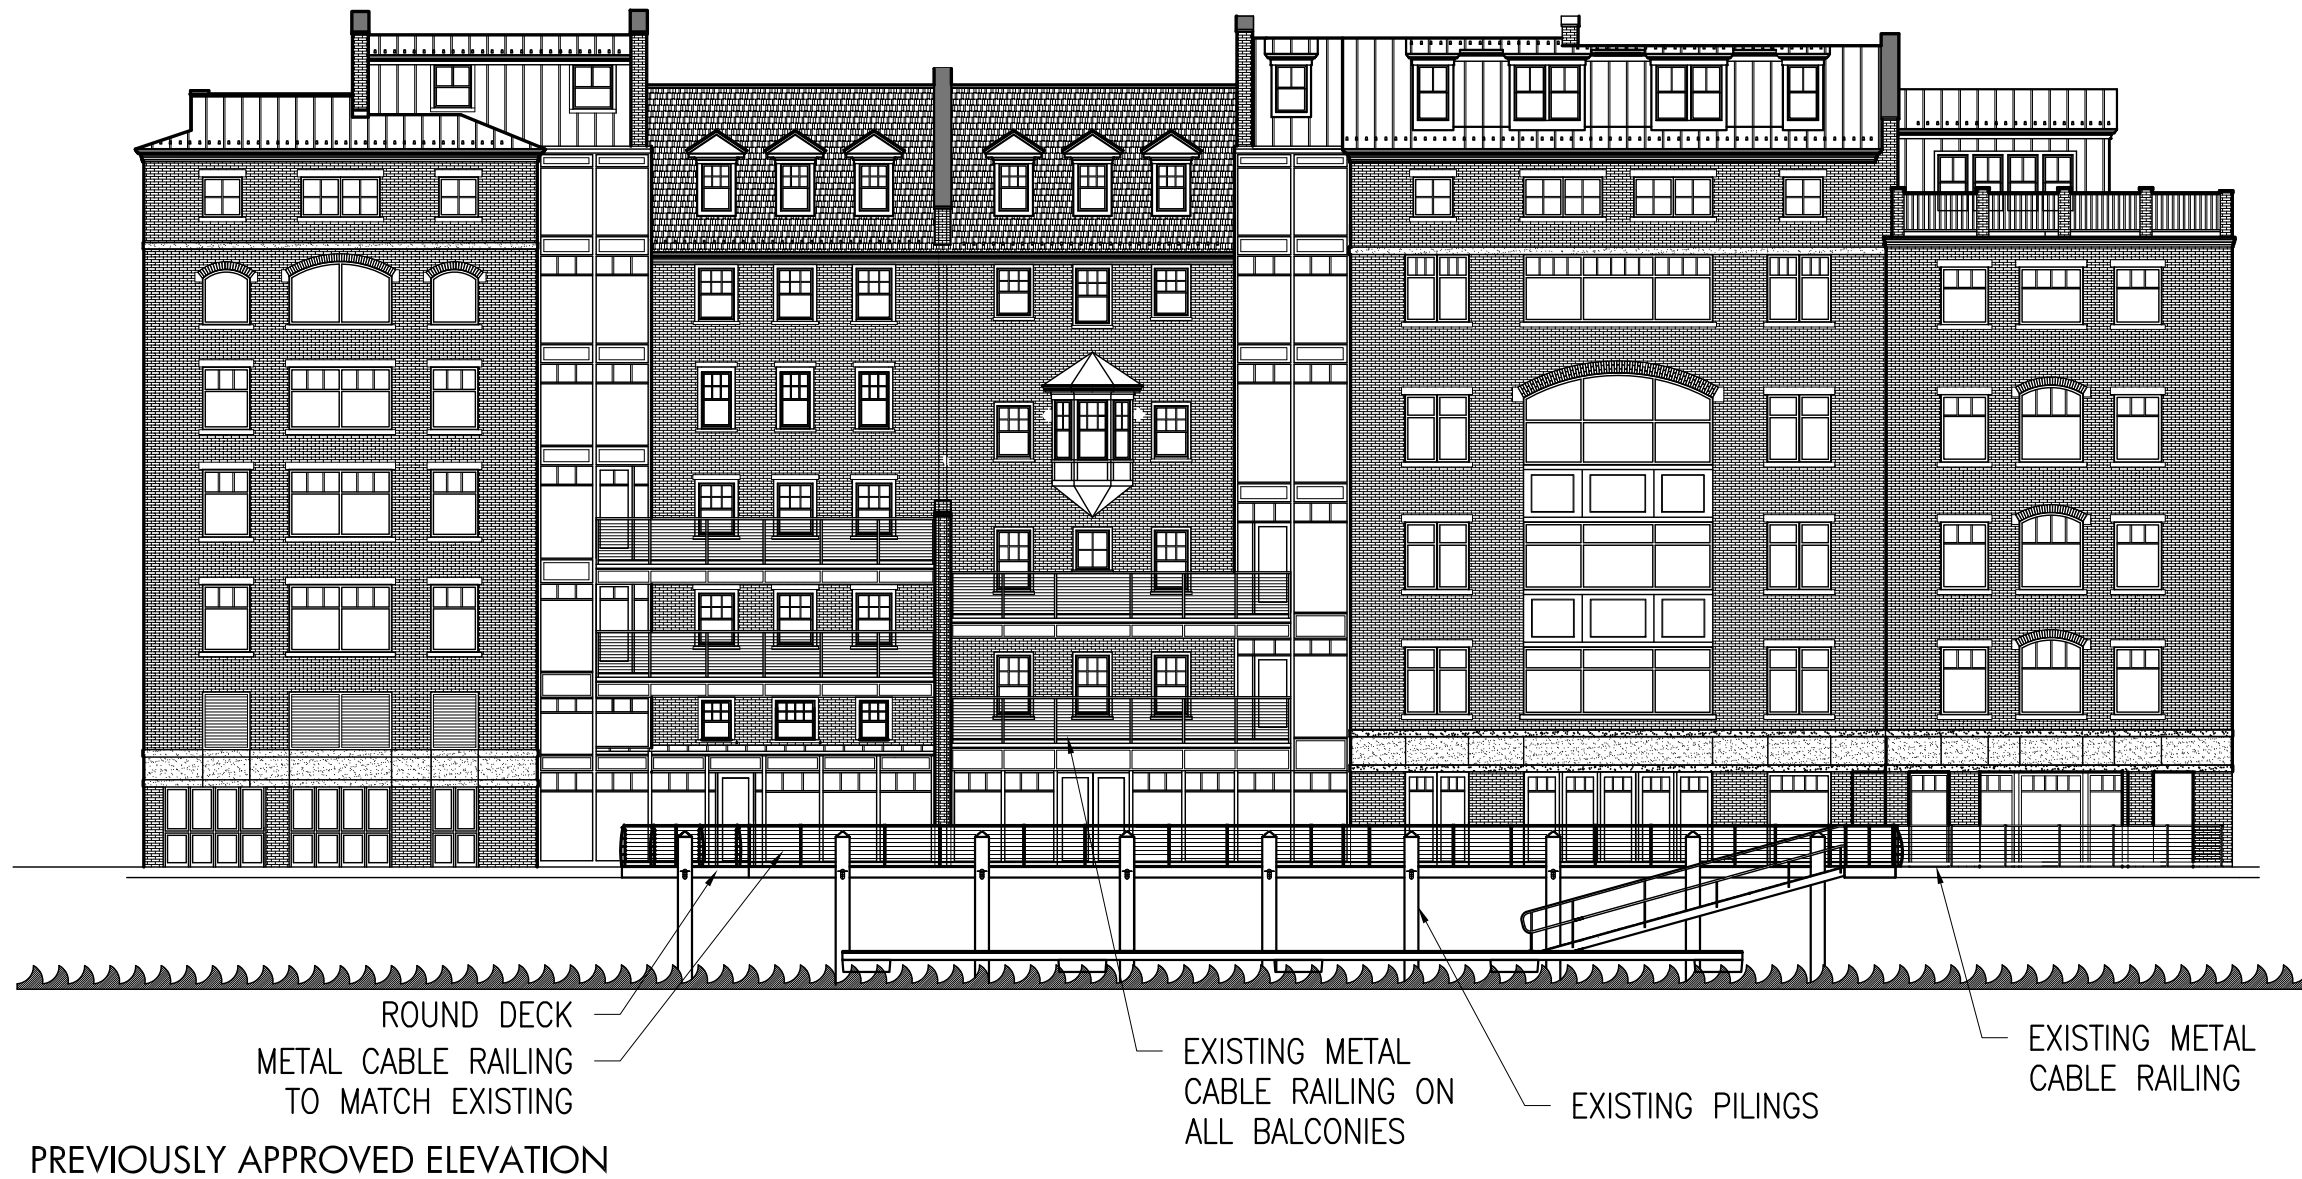 ROUND DECK
METAL CABLE RAILING
TO MATCH EXISTING
EXISTING METAL
CABLE RAILING ON
ALL BALCONIES
EXISTING PILINGS
EXISTING METAL
CABLE RAILING
PREVIOUSLY APPROVED ELEVATION